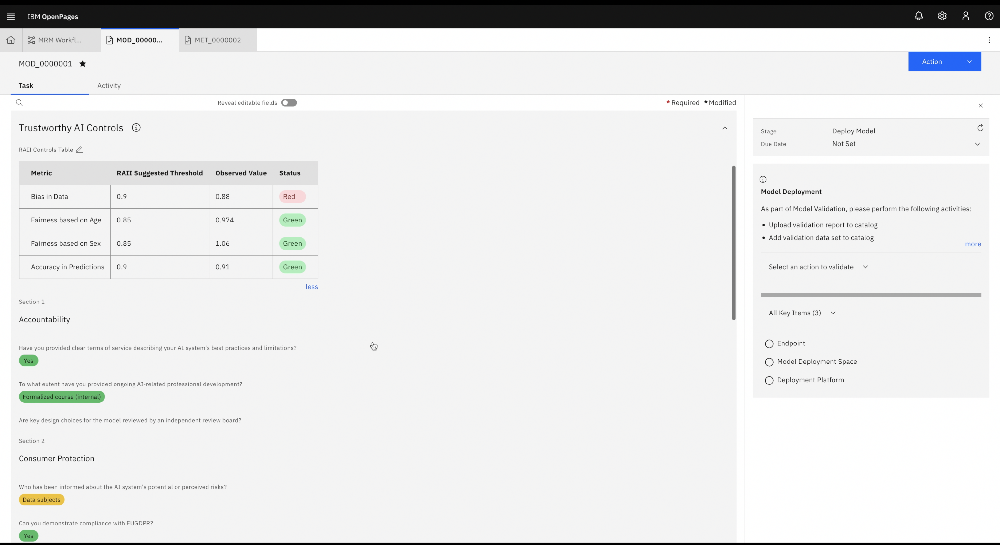 IBM OpenPages
MRM Workfl...
MOD_00000...
MET_0000002
MOD_0000001
Action
Task
Activity
Reveal editable fields
*Required *Modified
Trustworthy AI Controls
RAII Controls Table
Metric RAII Suggested Threshold Observed Value Status
Bias in Data 0.9 0.88 Red
Fairness based on Age 0.85 0.974 Green
Fairness based on Sex 0.85 1.06 Green
Accuracy in Predictions 0.9 0.91 Green
less
Section 1
Accountability
Have you provided clear terms of service describing your AI system's best practices and limitations?
Yes
To what extent have you provided ongoing AI-related professional development?
Formalized course (internal)
Are key design choices for the model reviewed by an independent review board?
Section 2
Consumer Protection
Who has been informed about the AI system's potential or perceived risks?
Data subjects
Can you demonstrate compliance with EUGDPR?
Yes
Stage Deploy Model
Due Date Not Set
Model Deployment
As part of Model Validation, please perform the following activities:
• Upload validation report to catalog
• Add validation data set to catalog
more
Select an action to validate
All Key Items (3)
Endpoint
Model Deployment Space
Deployment Platform